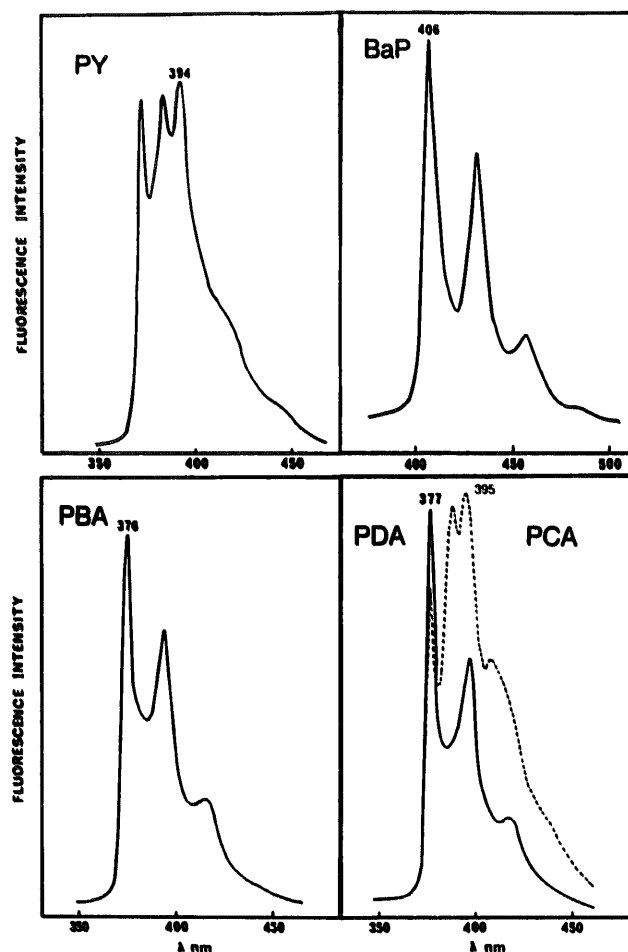 PY
394
FLUORESCENCE INTENSITY
350 400 450
BaP
406
400 450 500
PBA
376
FLUORESCENCE INTENSITY
350 400 450
λ nm
PDA
377
395
PCA
350 400 450
λ nm